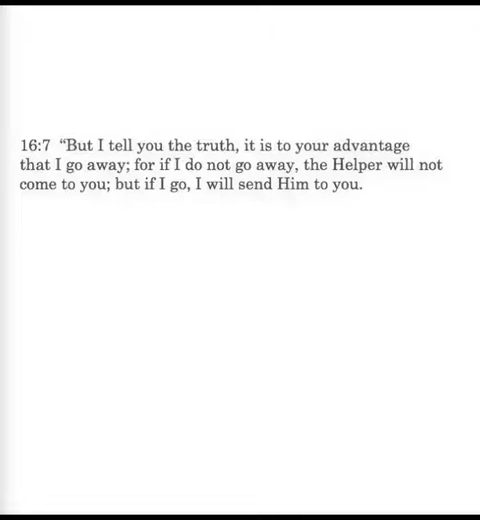 16:7 “But I tell you the truth, it is to your advantage
that I go away; for if I do not go away, the Helper will not
come to you; but if I go, I will send Him to you.